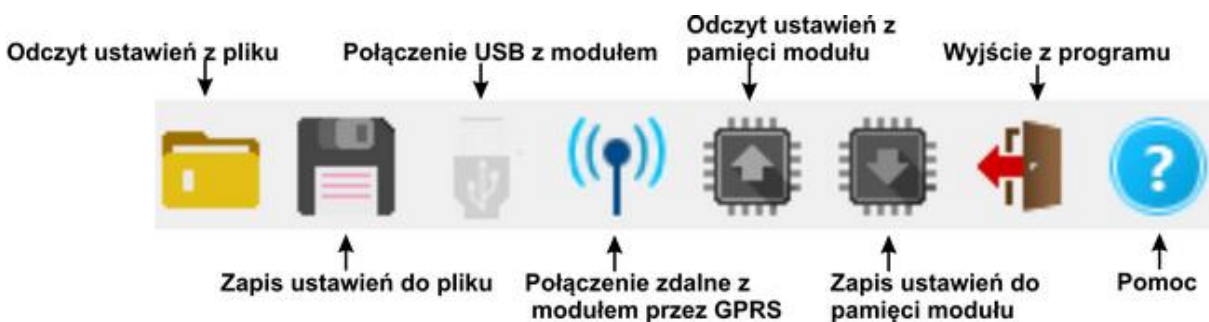 Odczyt ustawień z pliku
Połączenie USB z modułem
Odczyt ustawień z
pamięci modułu
Wyjście z programu
?
Zapis ustawień do pliku
Połączenie zdalne z
modułem przez GPRS
Zapis ustawień do
pamięci modułu
Pomoc